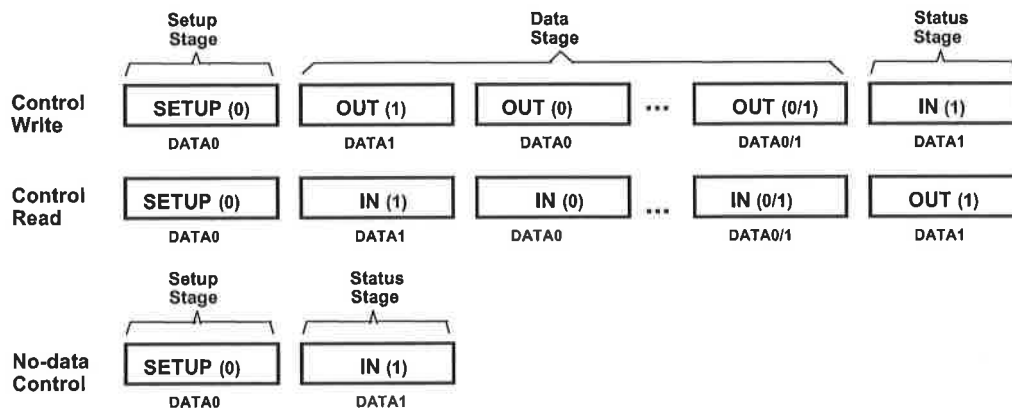 Setup Stage
Data Stage
Status Stage
Control Write
SETUP (0)
OUT (1)
OUT (0)
...
OUT (0/1)
IN (1)
DATA0
DATA1
DATA0
DATA0/1
DATA1
Control Read
SETUP (0)
IN (1)
IN (0)
...
IN (0/1)
OUT (1)
DATA0
DATA1
DATA0
DATA0/1
DATA1
Setup Stage
Status Stage
No-data Control
SETUP (0)
IN (1)
DATA0
DATA1